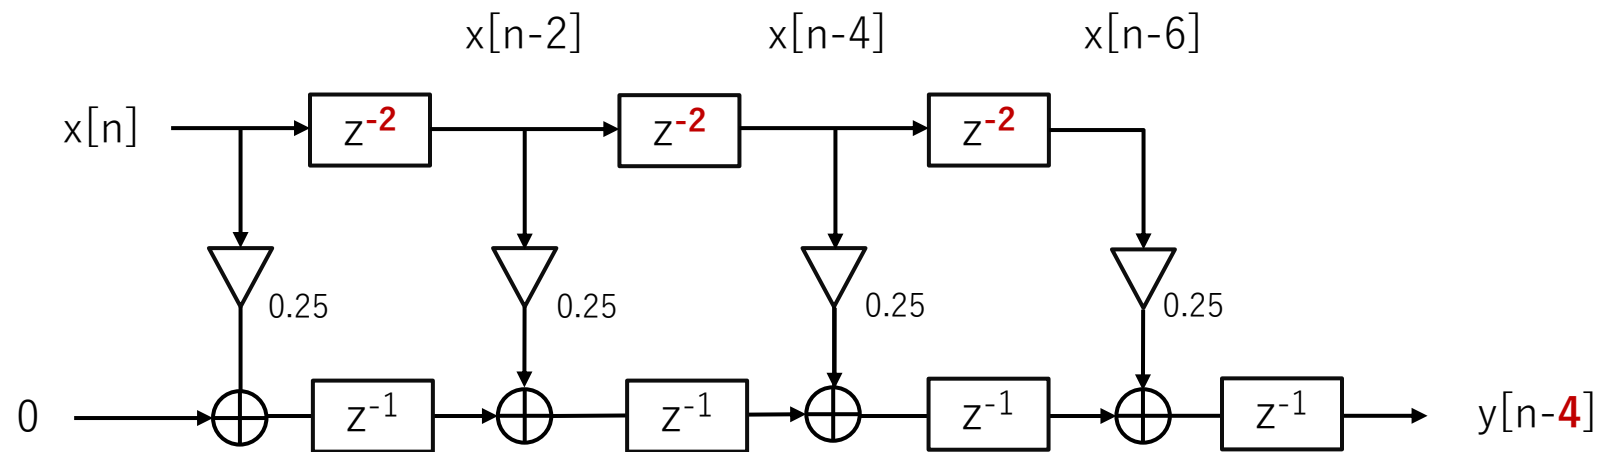 x[n-2] x[n-4] x[n-6]
x[n] z-2 z-2 z-2
0.25 0.25 0.25 0.25
0 z-1 z-1 z-1 z-1 y[n-4]